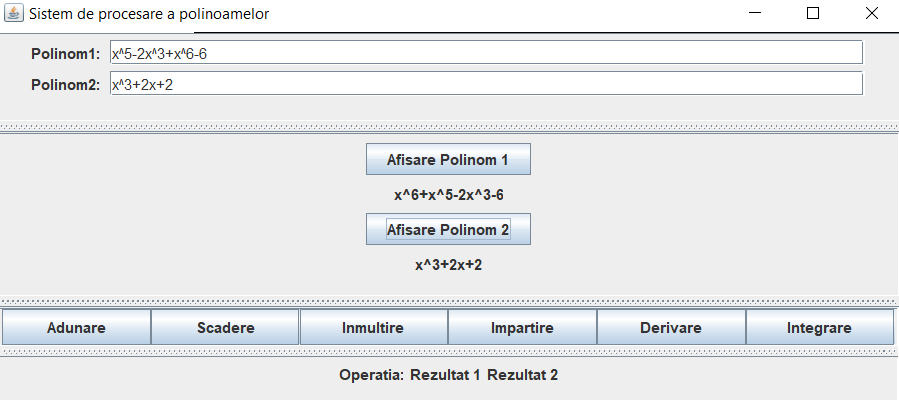 Sistem de procesare a polinoamelor
Polinom1: x^5-2x^3+x^6-6
Polinom2: x^3+2x+2
Afisare Polinom 1
x^6+x^5-2x^3-6
Afisare Polinom 2
x^3+2x+2
Adunare Scadere Inmultire Impartire Derivare Integrare
Operatia: Rezultat 1 Rezultat 2